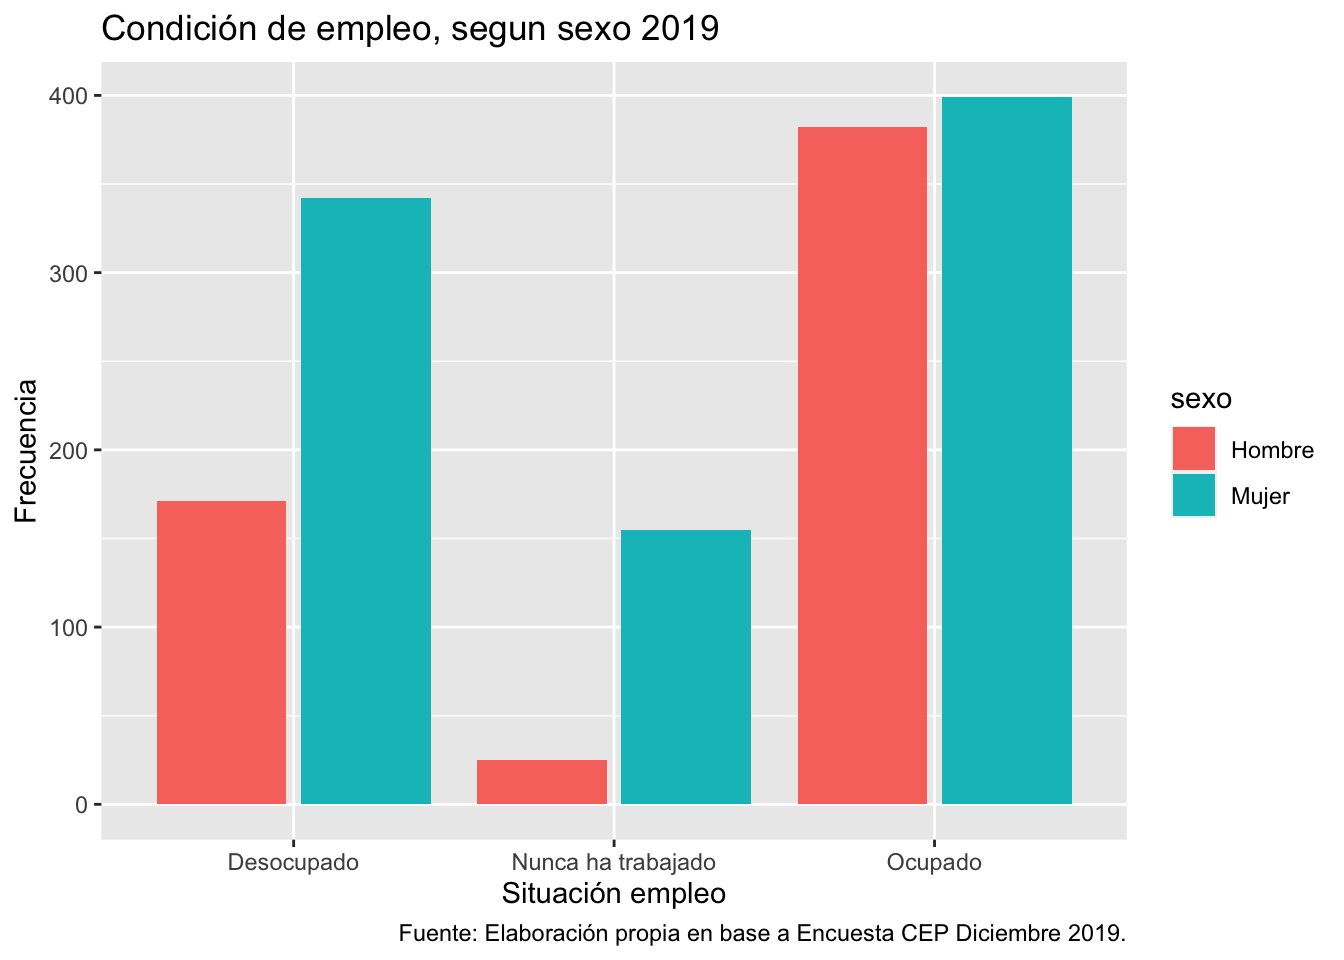 Condición de empleo, segun sexo 2019
Frecuencia
400
300
200
100
0
Desocupado
Nunca ha trabajado
Ocupado
Situación empleo
sexo
Hombre
Mujer
Fuente: Elaboración propia en base a Encuesta CEP Diciembre 2019.